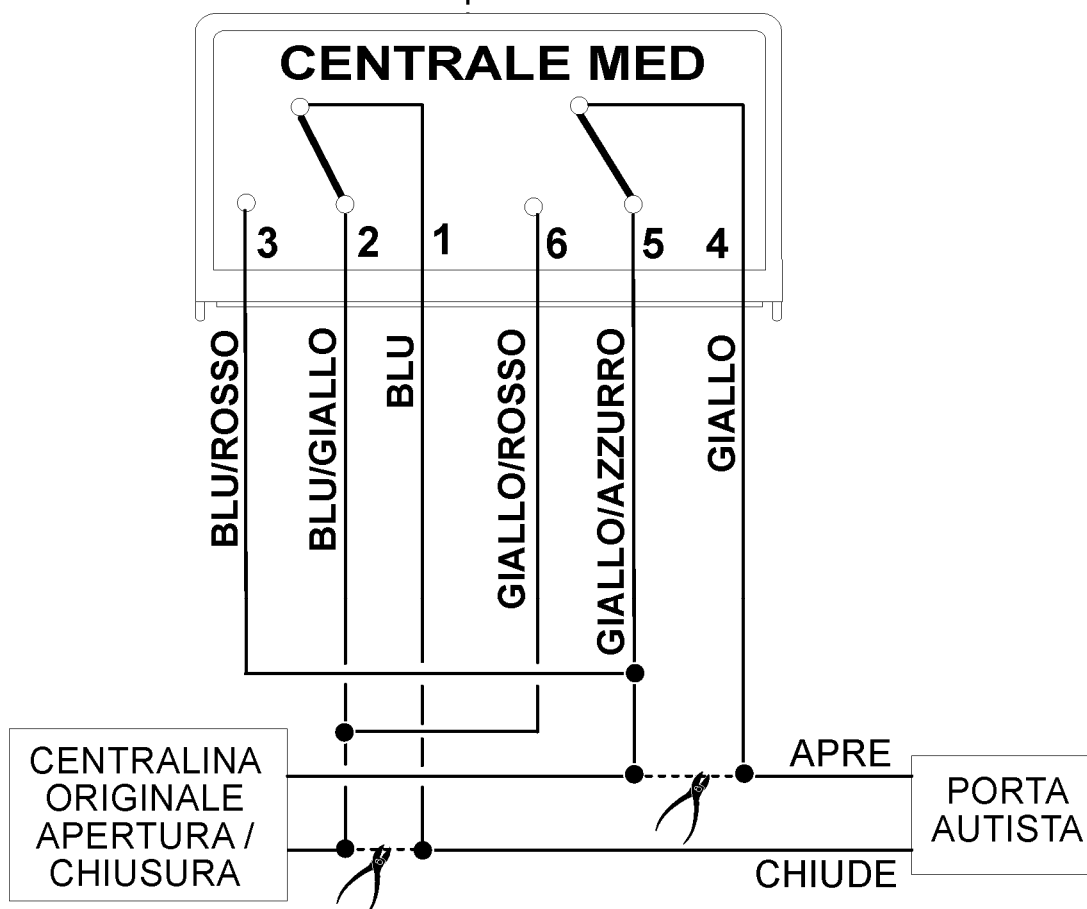 CENTRALE MED
3 2 1 6 5 4
BLU/ROSSO
BLU/GIALLO
BLU
GIALLO/ROSSO
GIALLO/AZZURRO
GIALLO
CENTRALINA
ORIGINALE
APERTURA /
CHIUSURA
APRE
CHIUDE
PORTA
AUTISTA